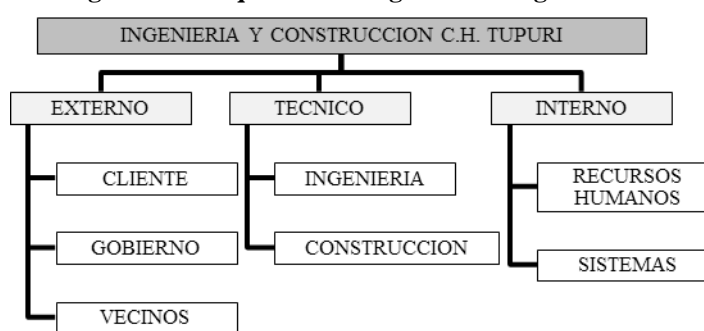 INGENIERIA Y CONSTRUCCION C.H. TUPURI
EXTERNO
TECNICO
INTERNO
CLIENTE
INGENIERIA
RECURSOS
HUMANOS
GOBIERNO
CONSTRUCCION
SISTEMAS
VECINOS